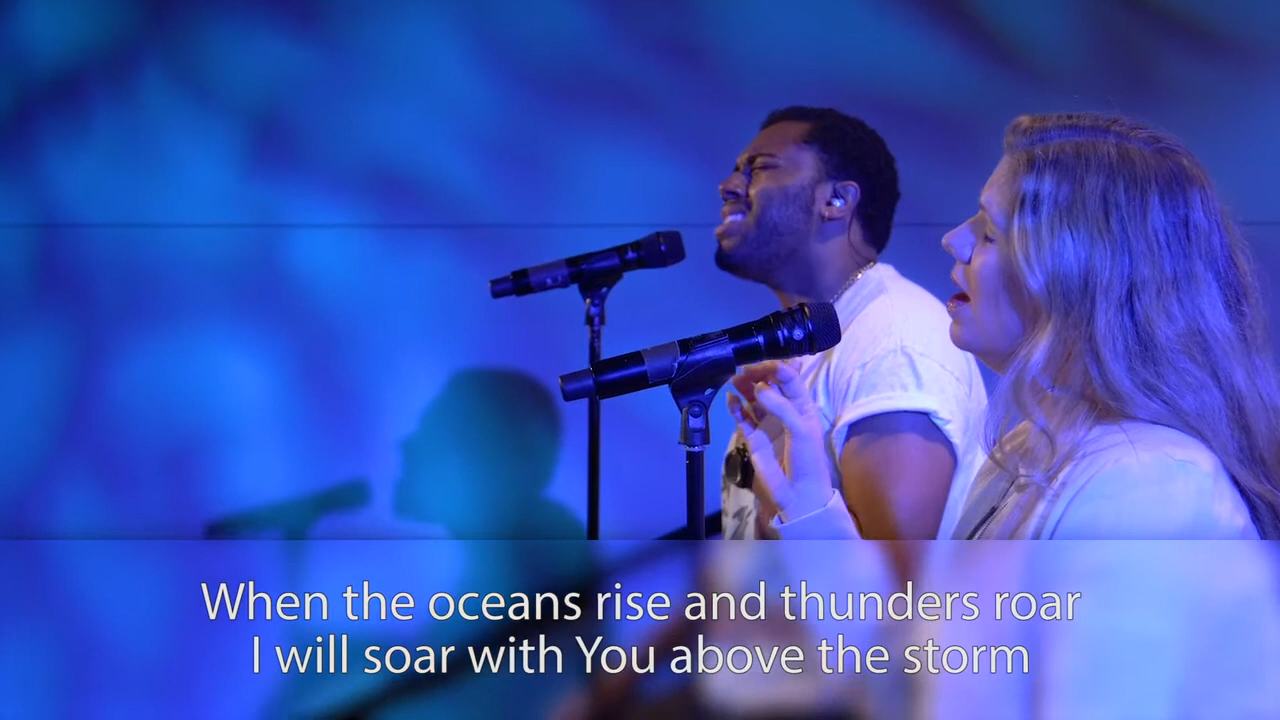 When the oceans rise and thunders roar
I will soar with You above the storm